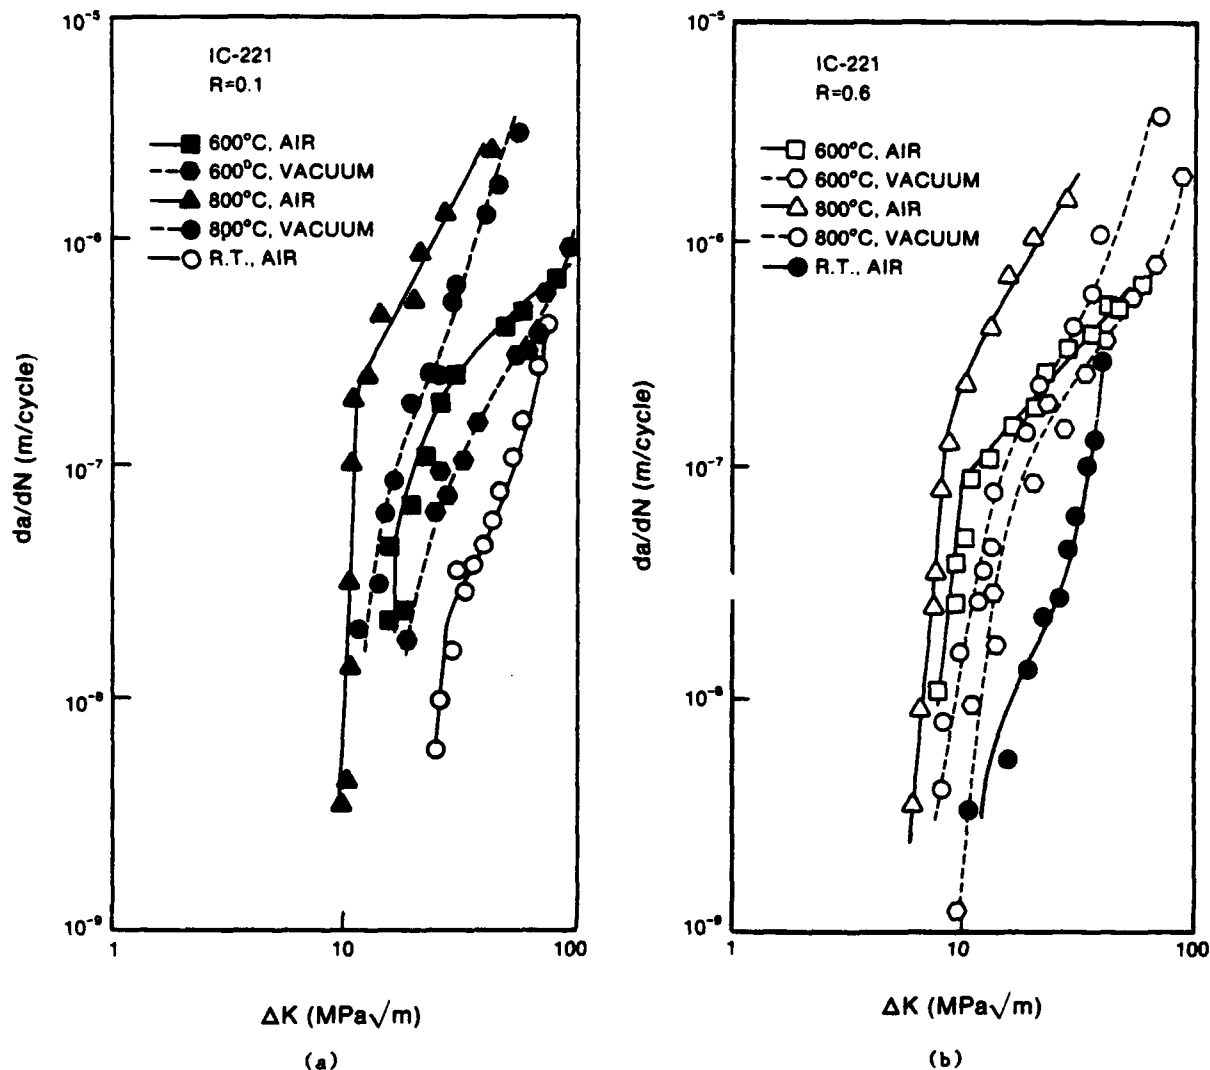 10⁻⁵
IC-221
R=0.1
600°C, AIR
600°C, VACUUM
800°C, AIR
800°C, VACUUM
R.T., AIR
10⁻⁶
10⁻⁷
10⁻⁸
10⁻⁹
da/dN (m/cycle)
1 10 100
ΔK (MPa√m)
(a)
10⁻⁵
IC-221
R=0.6
600°C, AIR
600°C, VACUUM
800°C, AIR
800°C, VACUUM
R.T., AIR
10⁻⁶
10⁻⁷
10⁻⁸
10⁻⁹
da/dN (m/cycle)
1 10 100
ΔK (MPa√m)
(b)